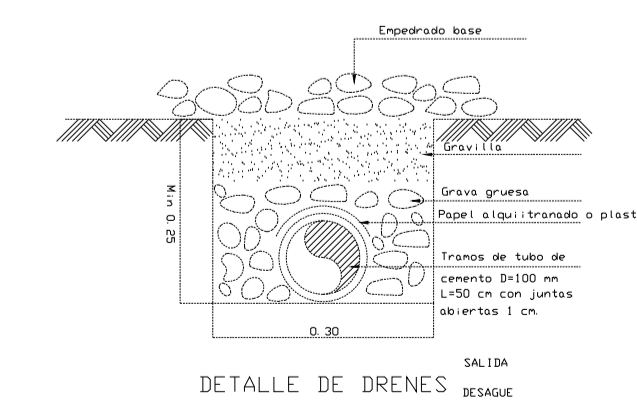 Empedrado base
Gravilla
Grava gruesa
Papel alquiitranado o plast
Tramos de tubo de
cemento D=100 mm
L=50 cm con juntas
abiertas 1 cm.
Min 0.25
0.30
DETALLE DE DRENES
SALIDA
DESAGUE